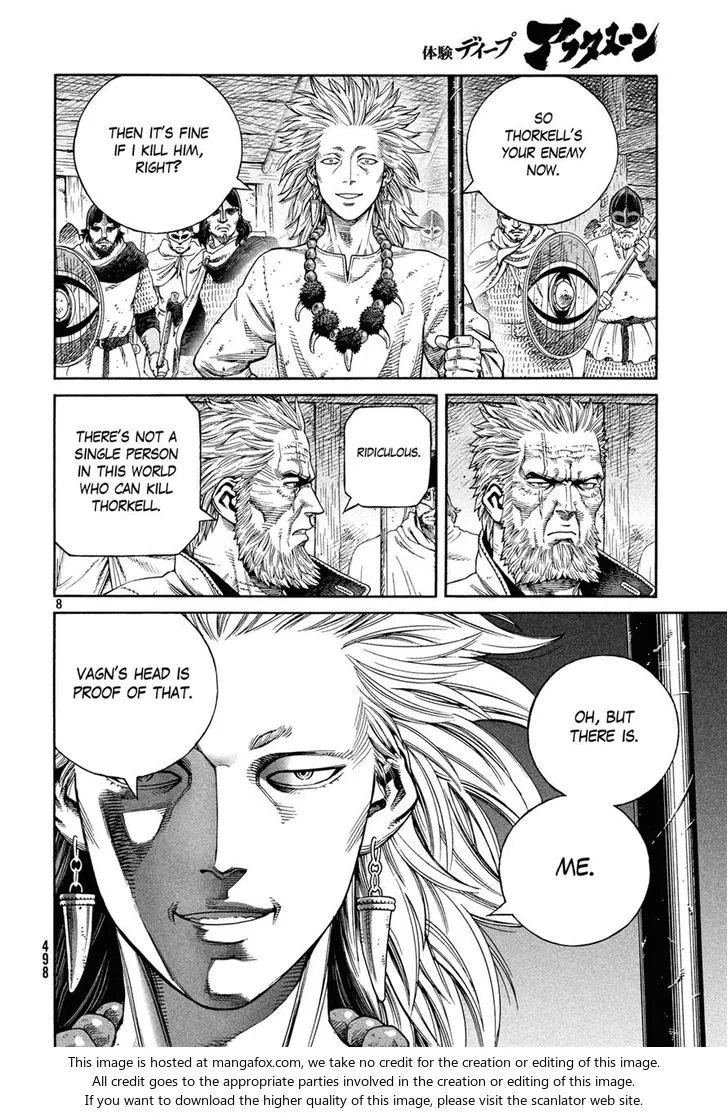 体験 ディープ アフタヌーン
SO
THORKELL'S
YOUR ENEMY
NOW.
THEN IT'S FINE
IF I KILL HIM,
RIGHT?
RIDICULOUS.
THERE'S NOT A
SINGLE PERSON
IN THIS WORLD
WHO CAN KILL
THORKELL.
8
OH, BUT
THERE IS.
ME.
VAGN'S HEAD IS
PROOF OF THAT.
498
This image is hosted at mangafox.com, we take no credit for the creation or editing of this image.
All credit goes to the appropriate parties involved in the creation or editing of this image.
If you want to download the higher quality of this image, please visit the scanlator web site.